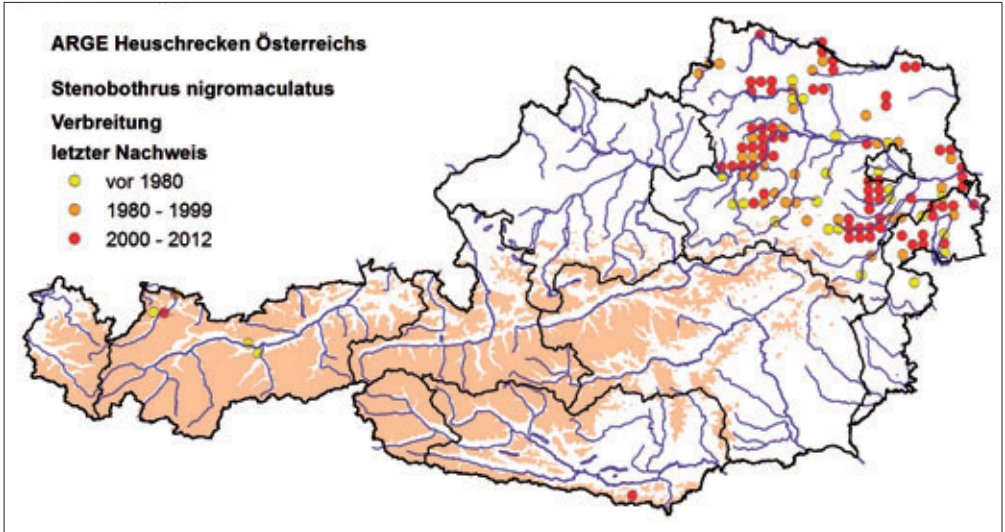 ARGE Heuschrecken Österreichs
Stenobothrus nigromaculatus
Verbreitung
letzter Nachweis
vor 1980
1980 - 1999
2000 - 2012